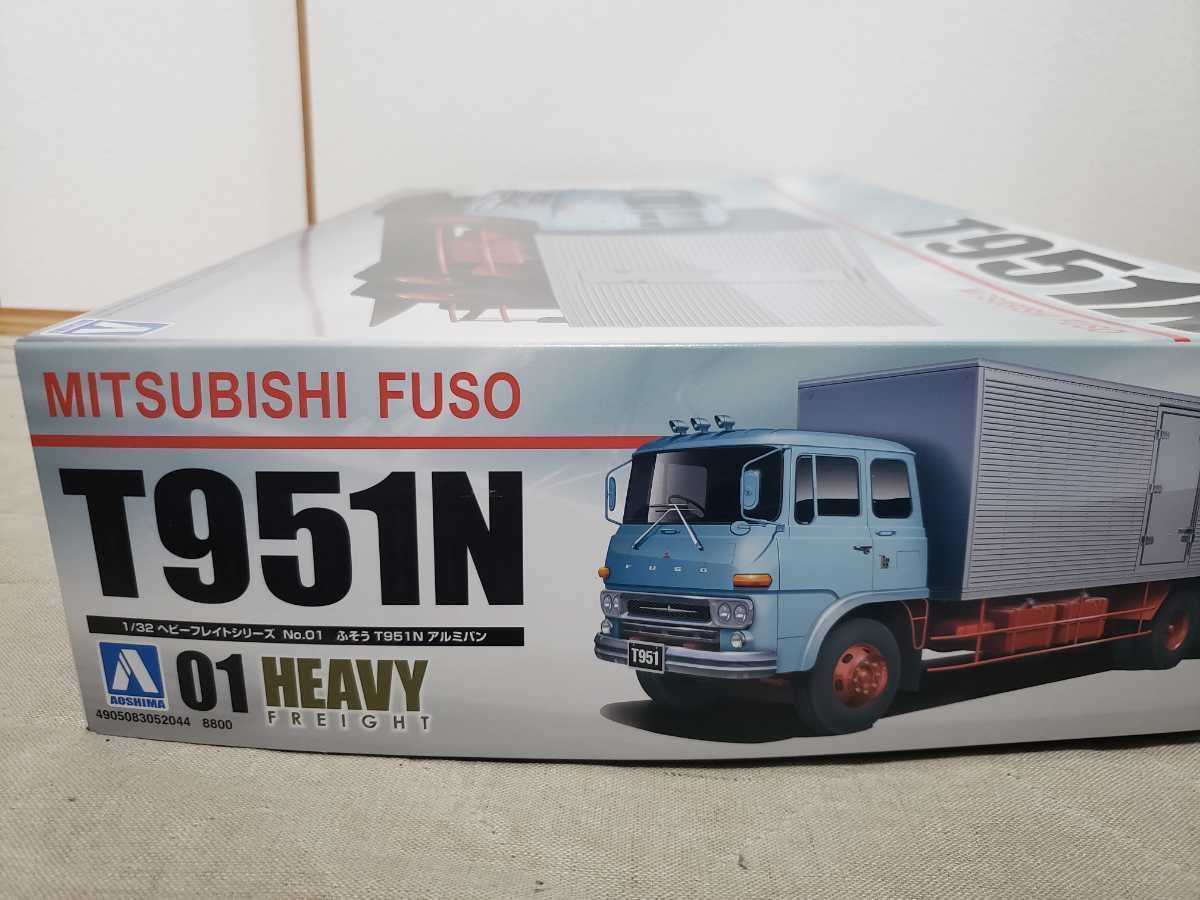 T951N
MITSUBISHI FUSO
T951N
1/32 ヘビーフレイトシリーズ No.01 ふそう T951N アルミバン
AOSHIMA
01 HEAVY
FREIGHT
4905083052044 8800
FUSO
T951